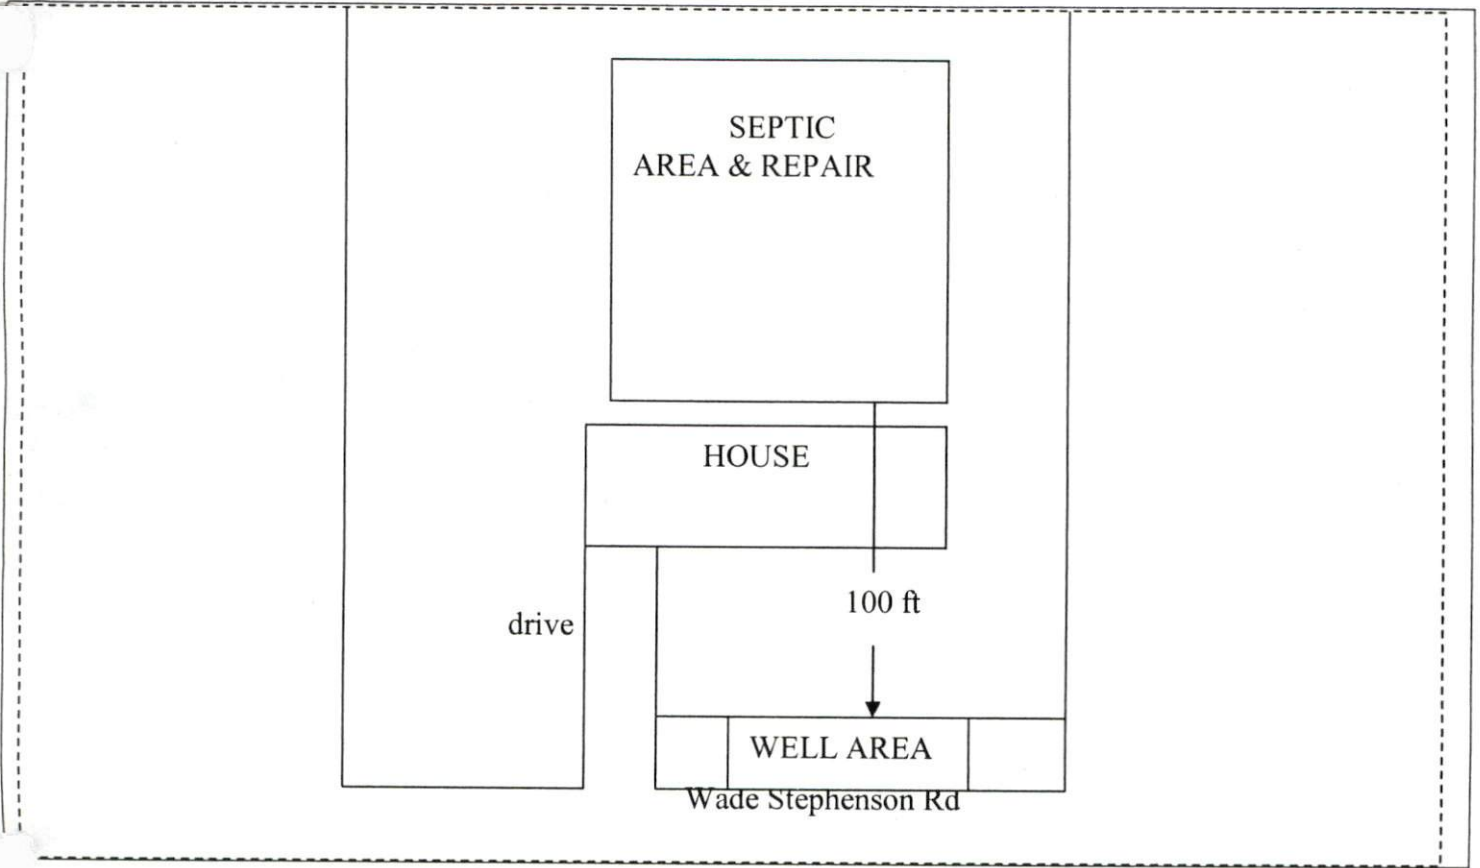 SEPTIC
AREA & REPAIR
HOUSE
100 ft
drive
WELL AREA
Wade Stephenson Rd